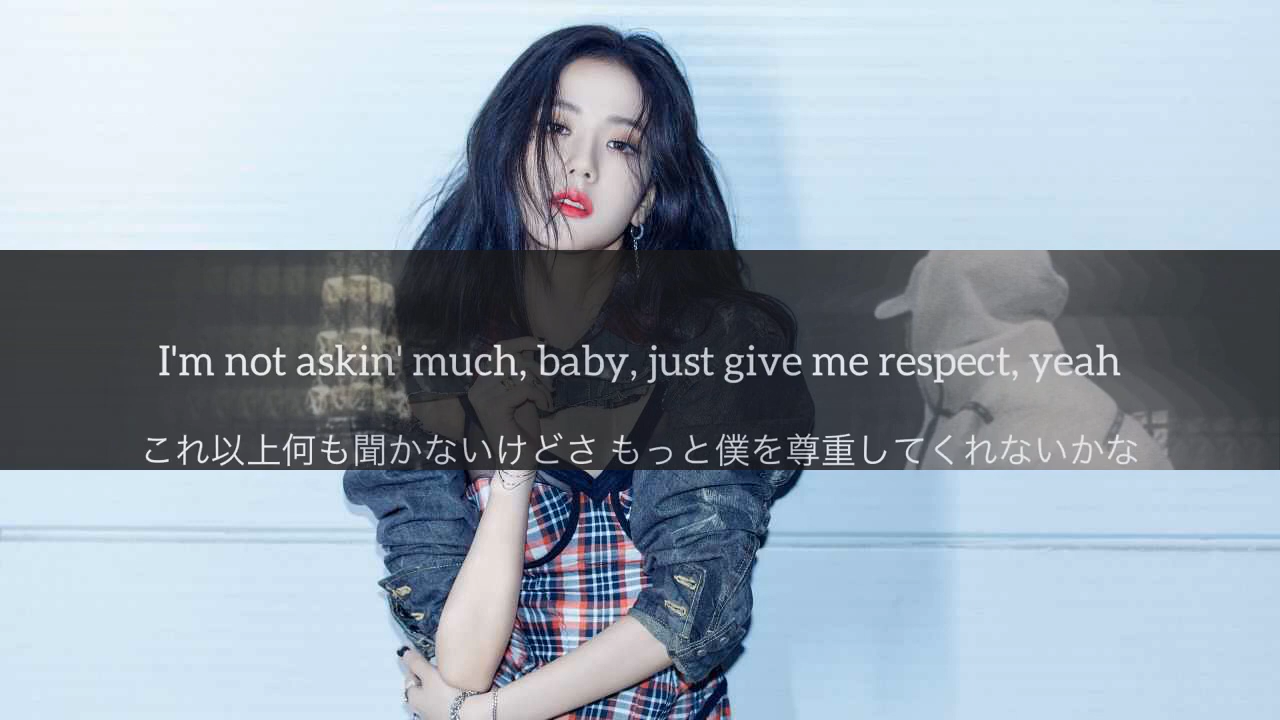 I'm not askin' much, baby, just give me respect, yeah
これ以上何も聞かないけどさ もっと僕を尊重してくれないかな